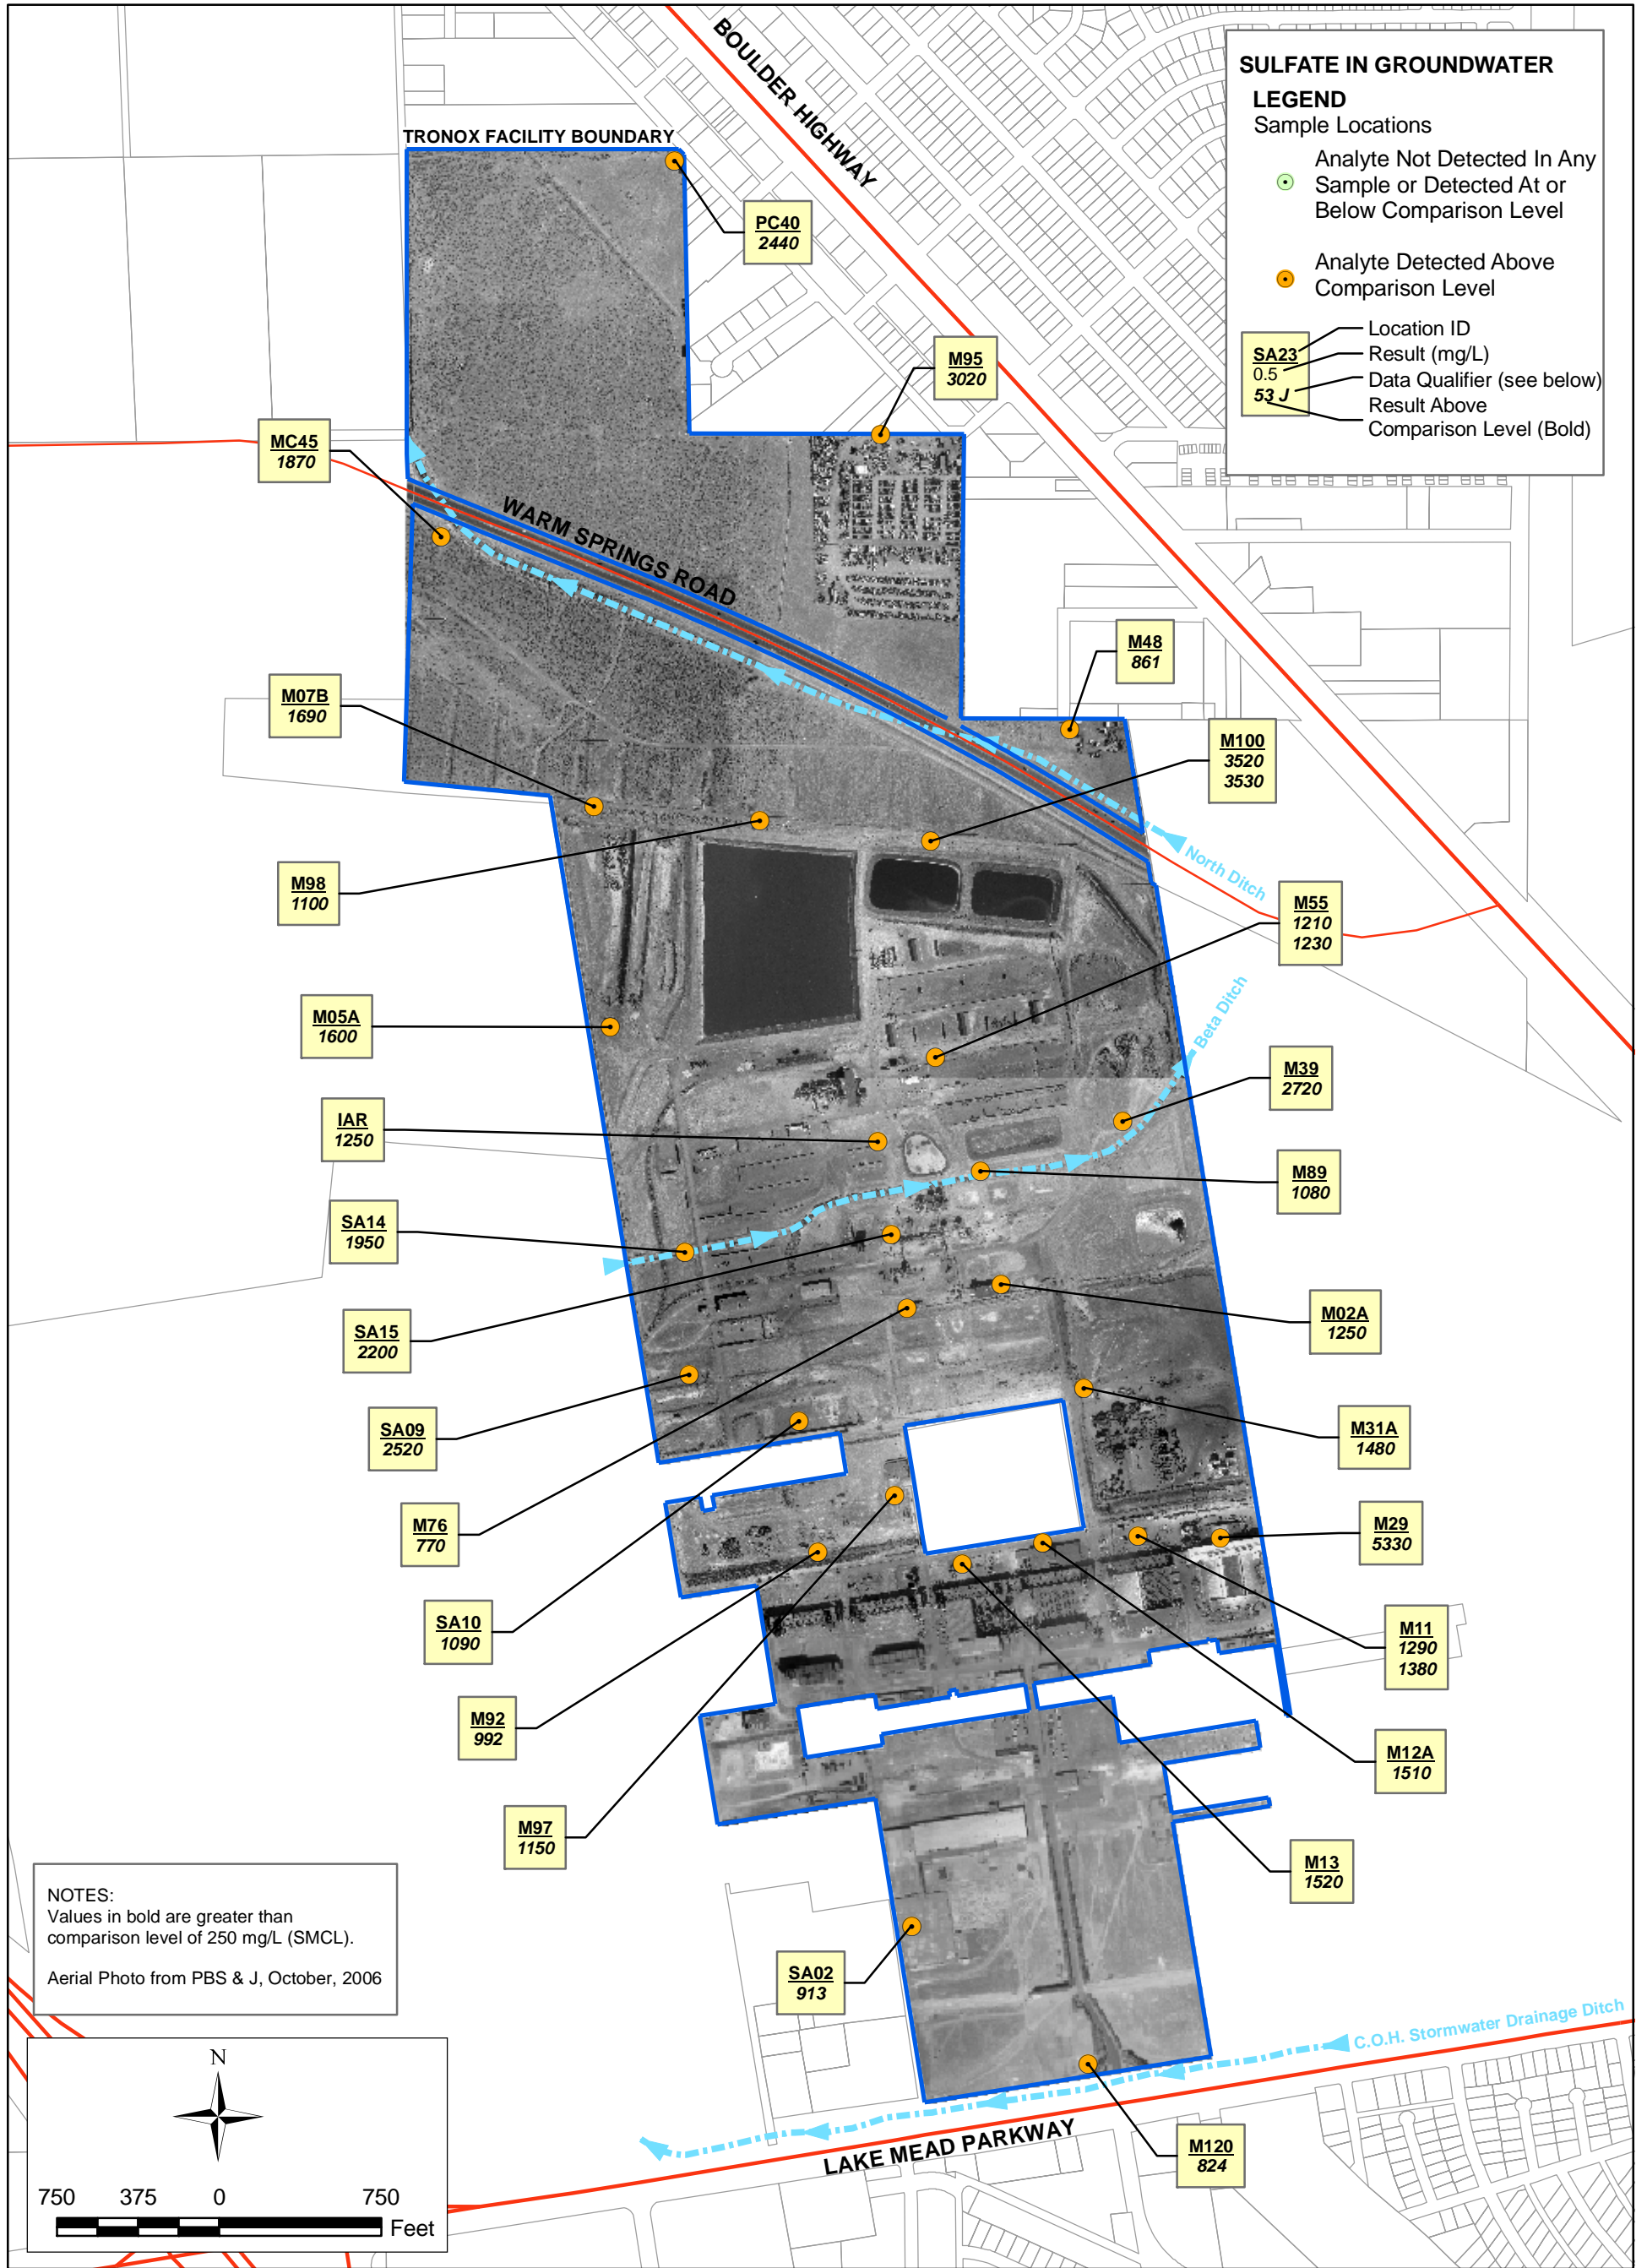 BOULDER HIGHWAY
SULFATE IN GROUNDWATER
LEGEND
Sample Locations
Analyte Not Detected In Any
Sample or Detected At or
Below Comparison Level
Analyte Detected Above
Comparison Level
SA23
0.5
53 J
Location ID
Result (mg/L)
Data Qualifier (see below)
Result Above
Comparison Level (Bold)
TRONOX FACILITY BOUNDARY
PC40
2440
M95
3020
MC45
1870
WARM SPRINGS ROAD
M48
861
M07B
1690
M100
3520
3530
North Ditch
M98
1100
M55
1210
1230
M05A
1600
Beta Ditch
M39
2720
IAR
1250
M89
1080
SA14
1950
M02A
1250
SA15
2200
SA09
2520
M31A
1480
M76
770
M29
5330
SA10
1090
M11
1290
1380
M92
992
M12A
1510
M97
1150
M13
1520
NOTES:
Values in bold are greater than
comparison level of 250 mg/L (SMCL).
Aerial Photo from PBS & J, October, 2006
SA02
913
C.O.H. Stormwater Drainage Ditch
LAKE MEAD PARKWAY
M120
824
N
750 375 0 750
Feet